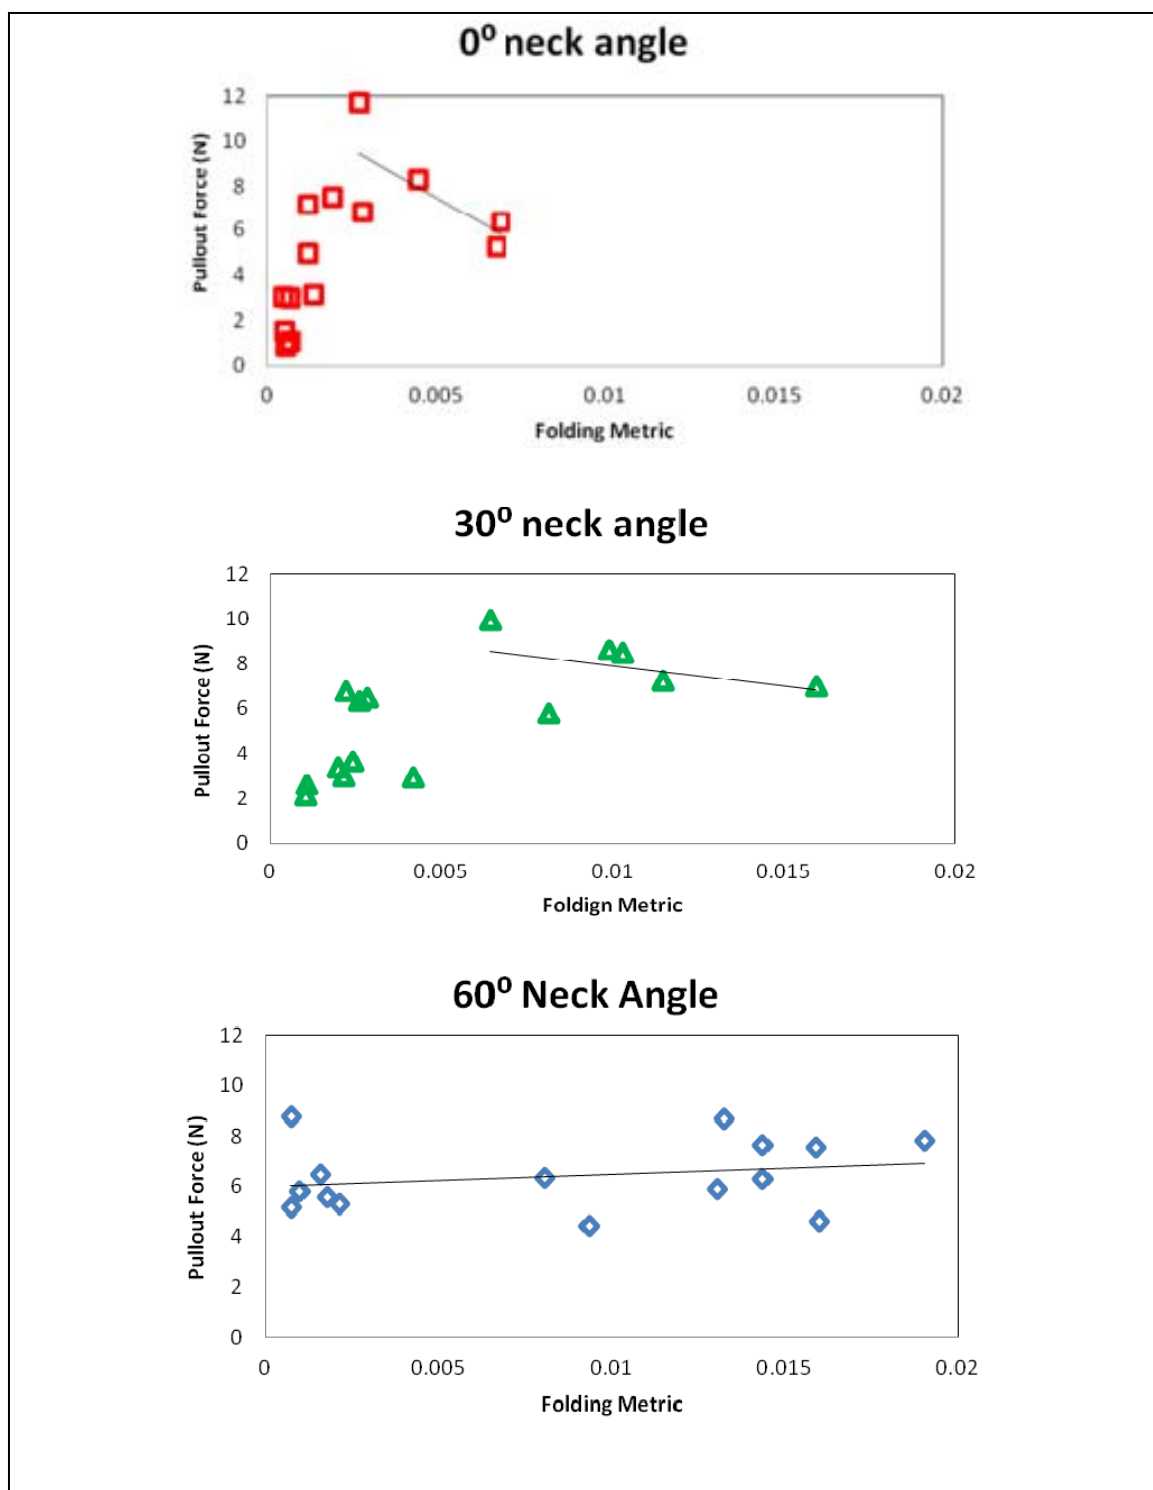 0⁰ neck angle
12
10
8
6
4
2
0
Pullout Force (N)
0 0.005 0.01 0.015 0.02
Folding Metric
30⁰ neck angle
12
10
8
6
4
2
0
Pullout Force (N)
0 0.005 0.01 0.015 0.02
Foldign Metric
60⁰ Neck Angle
12
10
8
6
4
2
0
Pullout Force (N)
0 0.005 0.01 0.015 0.02
Folding Metric